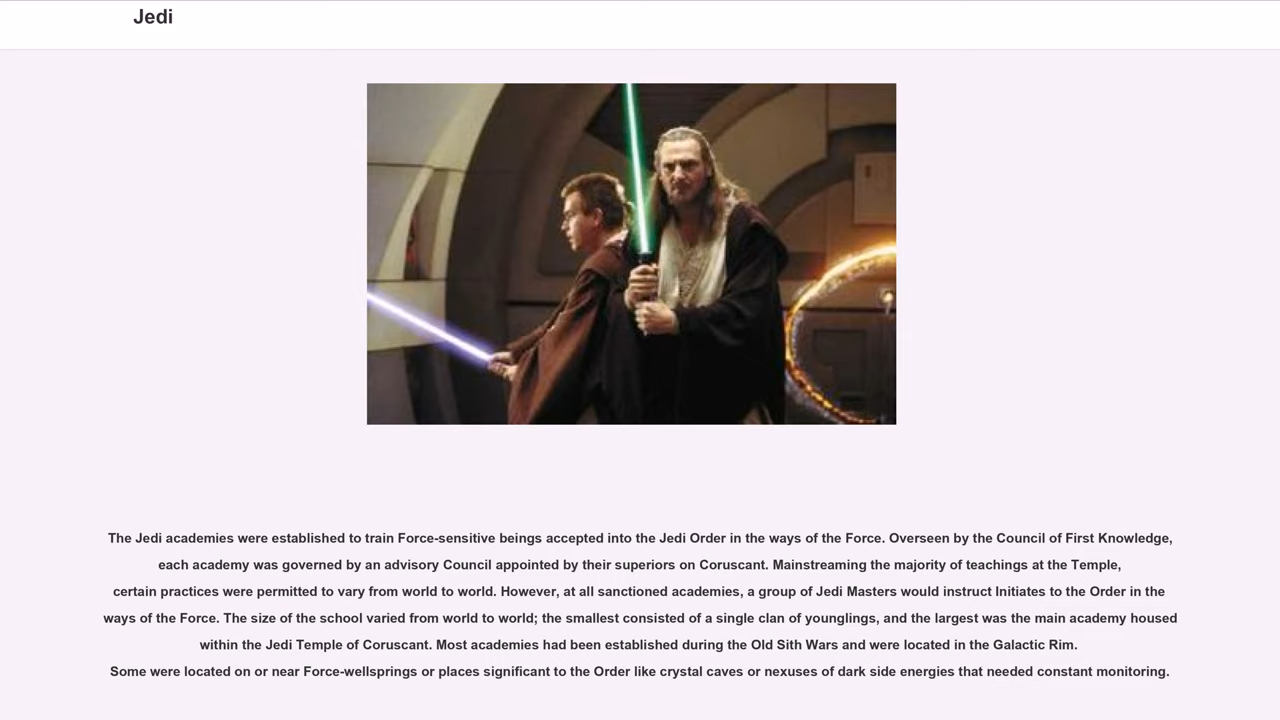 Jedi
The Jedi academies were established to train Force-sensitive beings accepted into the Jedi Order in the ways of the Force. Overseen by the Council of First Knowledge,
each academy was governed by an advisory Council appointed by their superiors on Coruscant. Mainstreaming the majority of teachings at the Temple,
certain practices were permitted to vary from world to world. However, at all sanctioned academies, a group of Jedi Masters would instruct Initiates to the Order in the
ways of the Force. The size of the school varied from world to world; the smallest consisted of a single clan of younglings, and the largest was the main academy housed
within the Jedi Temple of Coruscant. Most academies had been established during the Old Sith Wars and were located in the Galactic Rim.
Some were located on or near Force-wellsprings or places significant to the Order like crystal caves or nexuses of dark side energies that needed constant monitoring.